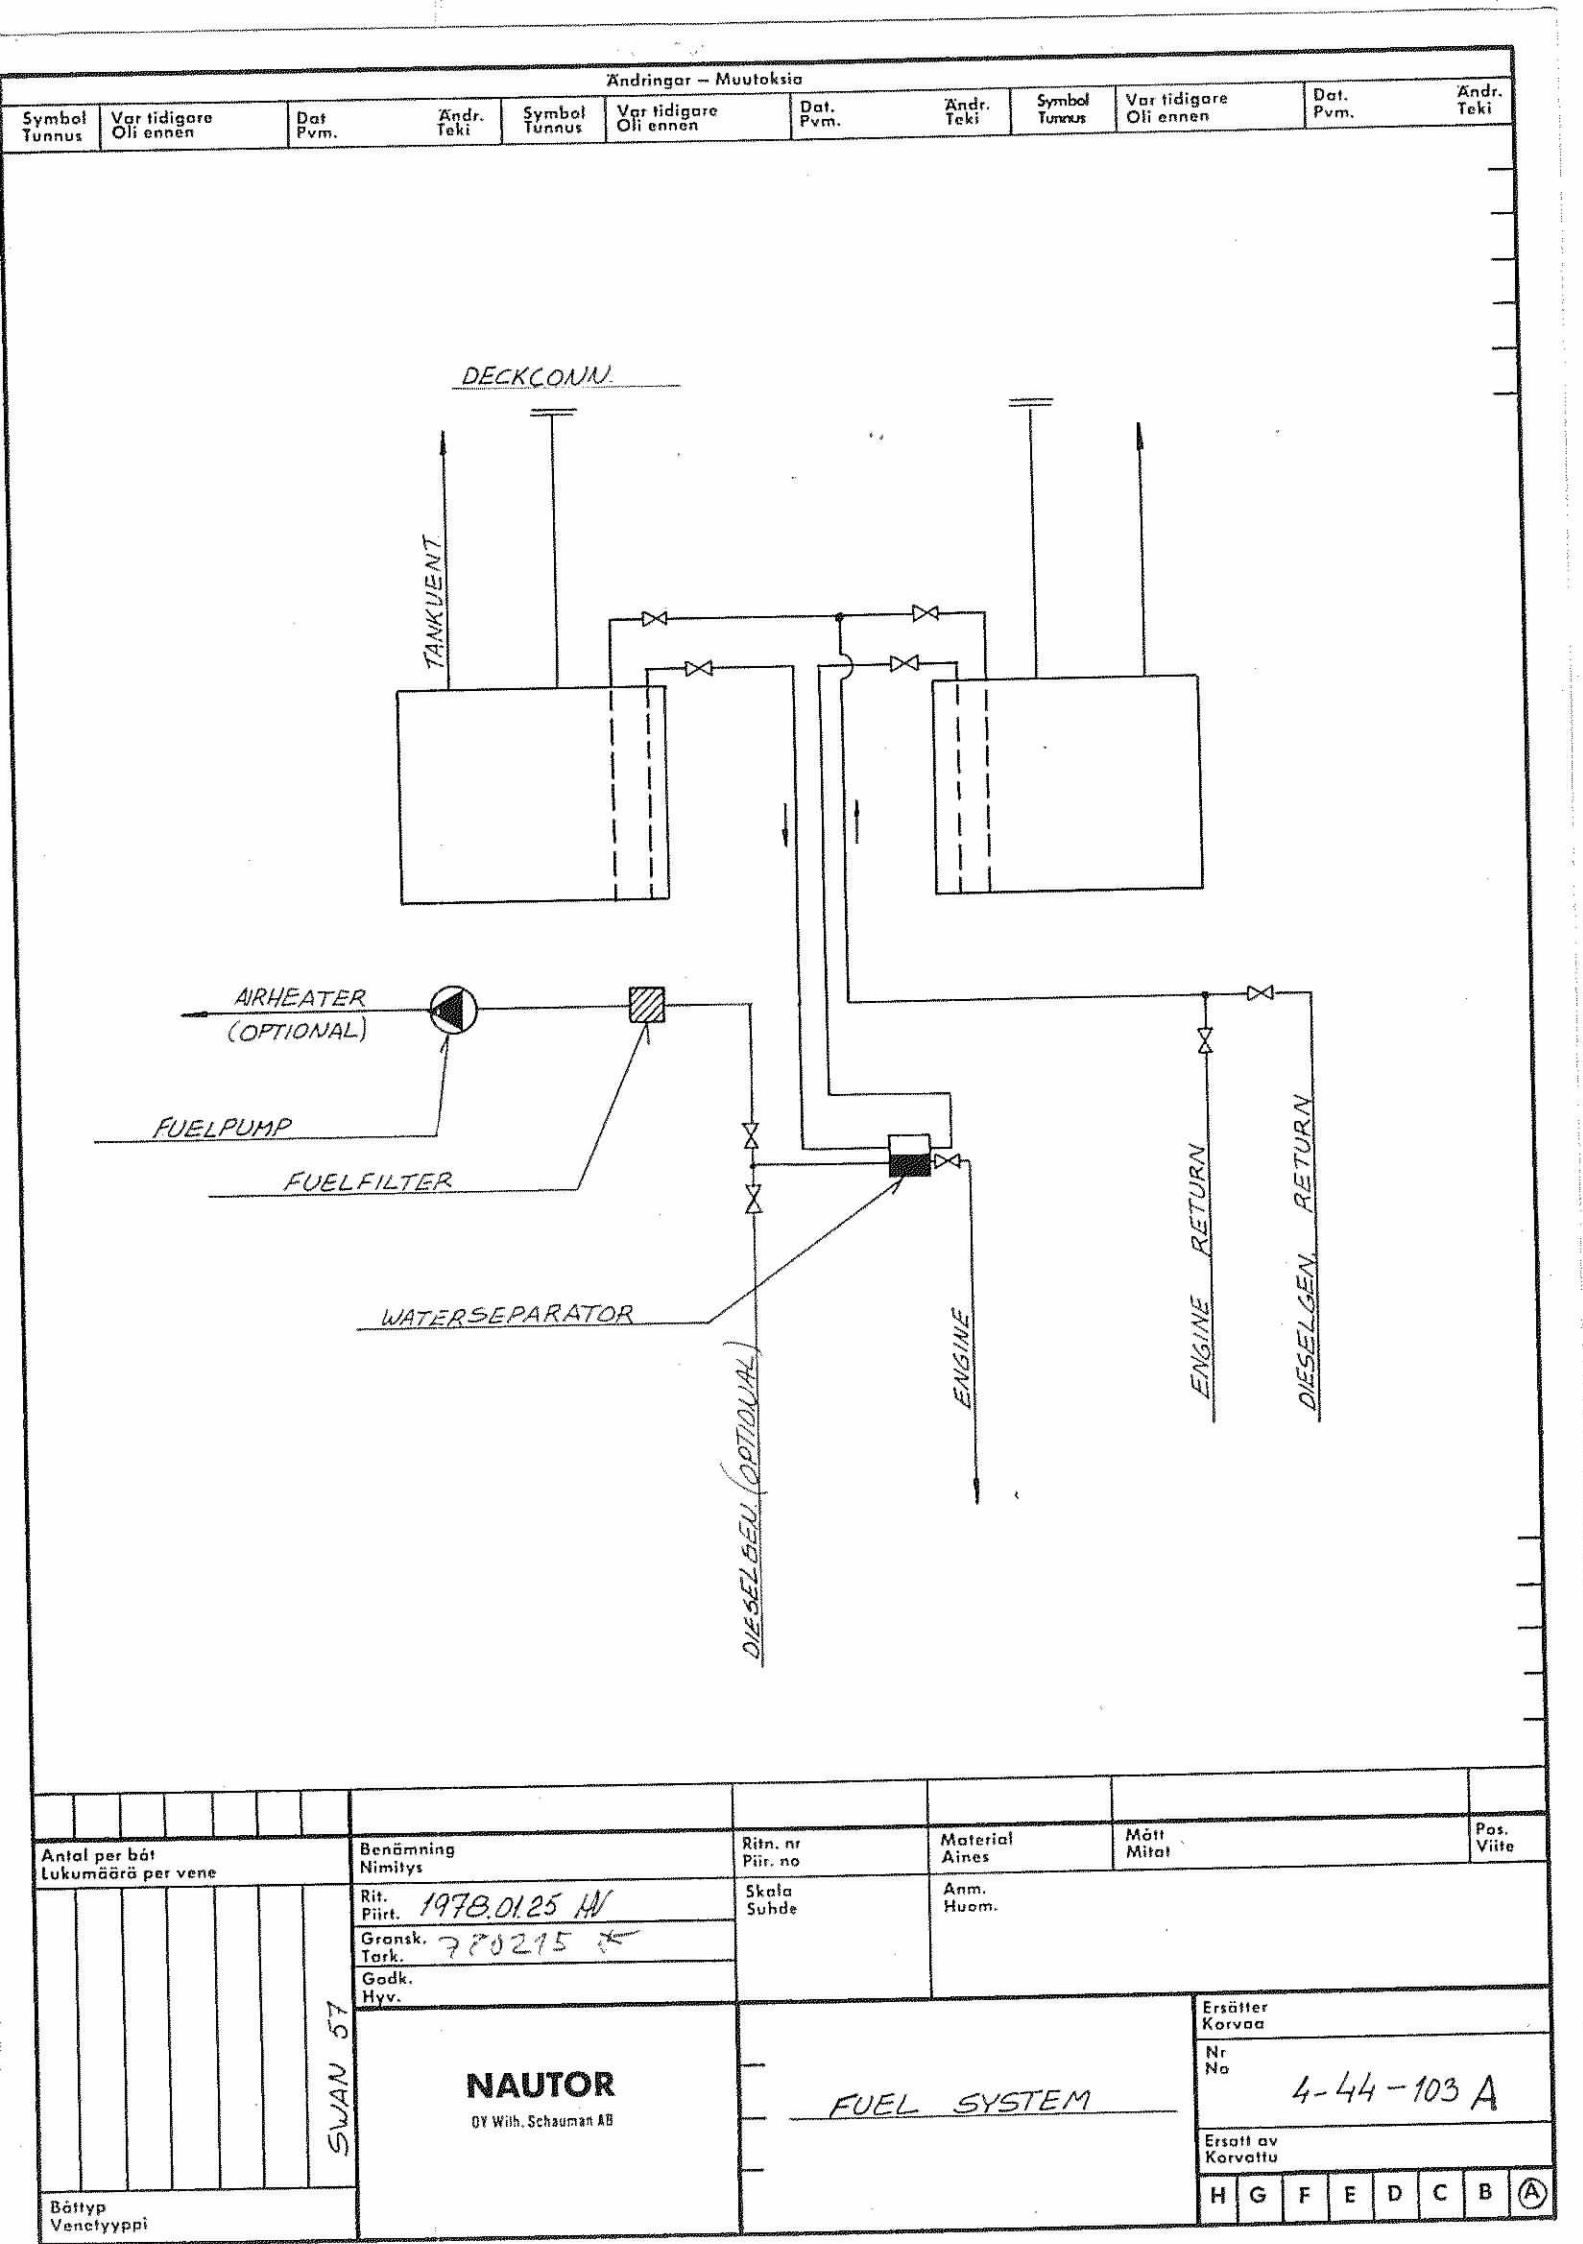 Ändringar – Muutoksia
Symbol Var tidigare Dat Ändr. Symbol Var tidigare Dat. Ändr. Symbol Var tidigare Dat. Ändr.
Tunnus Oli ennen Pvm. Teki Tunnus Oli ennen Pvm. Teki Tunnus Oli ennen Pvm. Teki
DECKCONN.
TANKVENT.
AIRHEATER
(OPTIONAL)
FUELPUMP
FUELFILTER
WATERSEPARATOR
DIESELGEN. (OPTIONAL)
ENGINE
ENGINE RETURN
DIESELGEN. RETURN
Antal per båt
Lukumäärä per vene
Benämning
Nimitys
Ritn. nr
Piir. no
Material
Aines
Mått
Mitat
Pos.
Viite
Rit.
Piirt. 1978.01.25 HN
Gransk.
Tark. 780215
Godk.
Hyv.
Skala
Suhde
Anm.
Huom.
SWAN 57
Båttyp
Venetyyppi
NAUTOR
OY Wilh. Schauman AB
FUEL SYSTEM
Ersätter
Korvaa
Nr
No
4-44-103 A
Ersatt av
Korvattu
H G F E D C B A